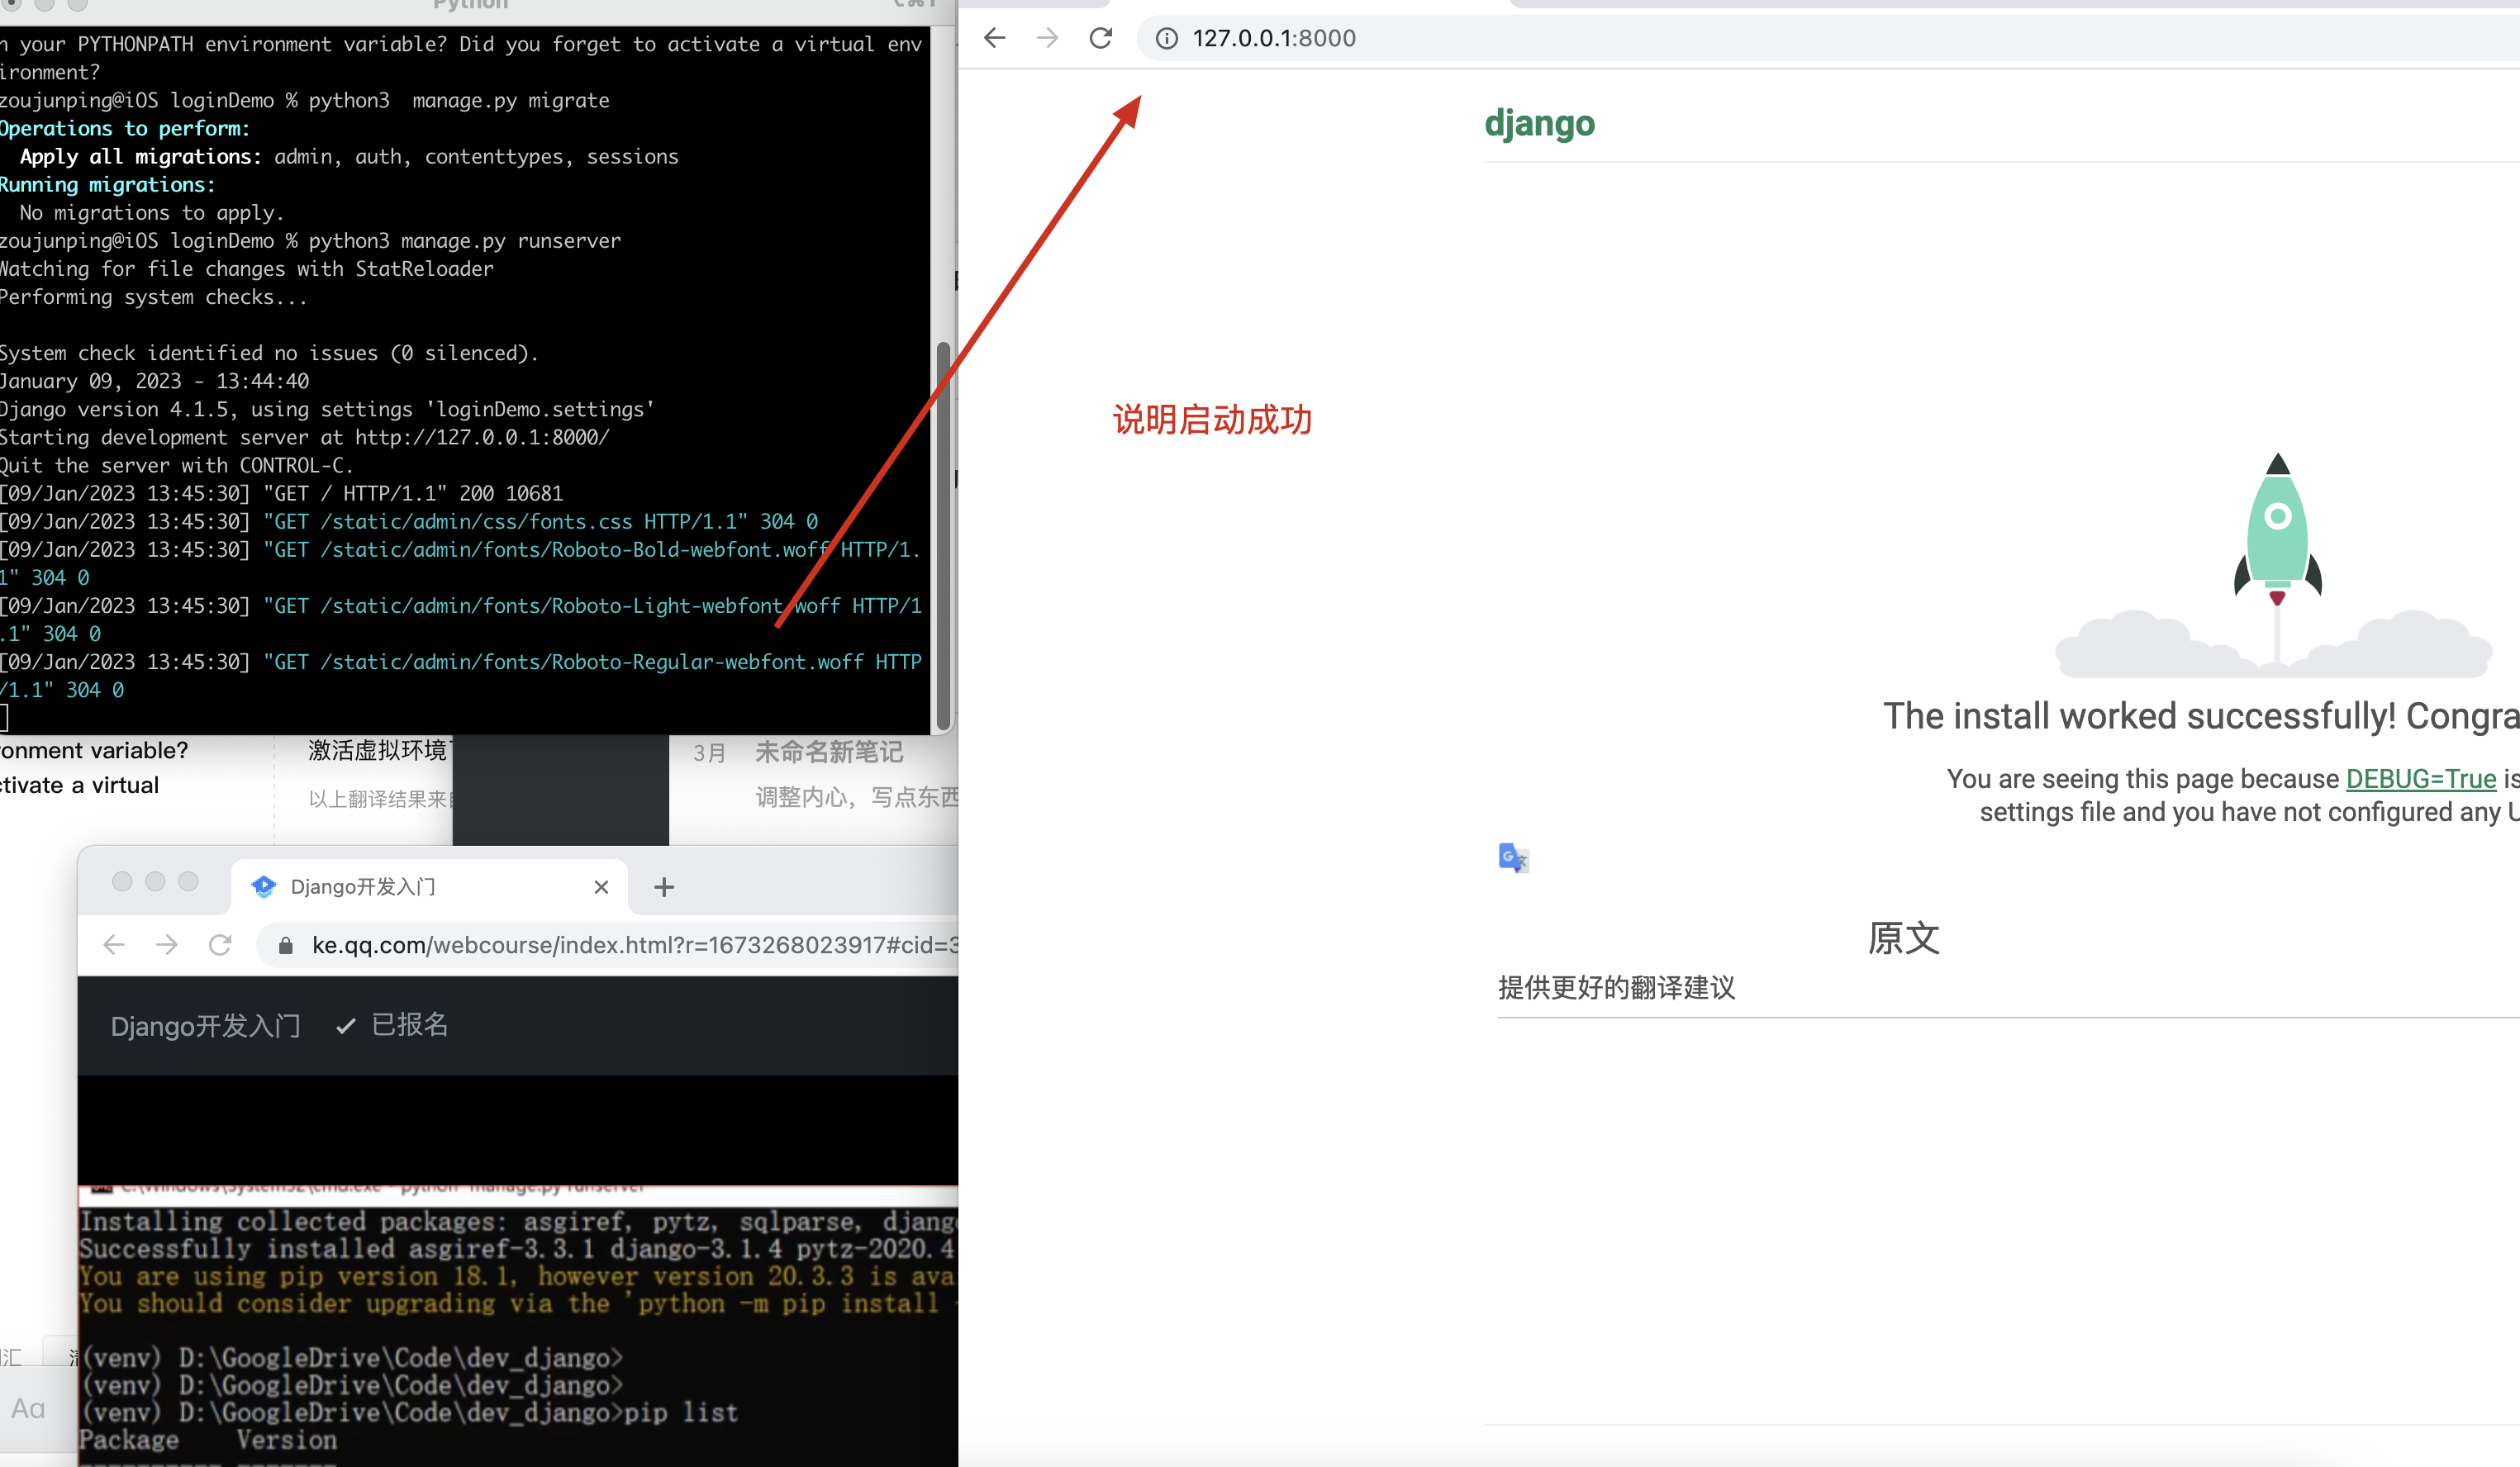 Python
n your PYTHONPATH environment variable? Did you forget to activate a virtual env
ironment?
zoujunping@iOS loginDemo % python3  manage.py migrate
Operations to perform:
  Apply all migrations: admin, auth, contenttypes, sessions
Running migrations:
  No migrations to apply.
zoujunping@iOS loginDemo % python3 manage.py runserver
Watching for file changes with StatReloader
Performing system checks...
System check identified no issues (0 silenced).
January 09, 2023 - 13:44:40
Django version 4.1.5, using settings 'loginDemo.settings'
Starting development server at http://127.0.0.1:8000/
Quit the server with CONTROL-C.
[09/Jan/2023 13:45:30] "GET / HTTP/1.1" 200 10681
[09/Jan/2023 13:45:30] "GET /static/admin/css/fonts.css HTTP/1.1" 304 0
[09/Jan/2023 13:45:30] "GET /static/admin/fonts/Roboto-Bold-webfont.woff HTTP/1.
1" 304 0
[09/Jan/2023 13:45:30] "GET /static/admin/fonts/Roboto-Light-webfont.woff HTTP/1
.1" 304 0
[09/Jan/2023 13:45:30] "GET /static/admin/fonts/Roboto-Regular-webfont.woff HTTP
/1.1" 304 0
onment variable?
ctivate a virtual
激活虚拟环境
以上翻译结果来
3月
未命名新笔记
调整内心，写点东西
Django开发入门
ke.qq.com/webcourse/index.html?r=1673268023917#cid=3
Django开发入门 已报名
C:\Windows\System32\cmd.exe - python manage.py runserver
Installing collected packages: asgiref, pytz, sqlparse, djang
Successfully installed asgiref-3.3.1 django-3.1.4 pytz-2020.4
You are using pip version 18.1, however version 20.3.3 is ava
You should consider upgrading via the 'python -m pip install
(venv) D:\GoogleDrive\Code\dev_django>
(venv) D:\GoogleDrive\Code\dev_django>
(venv) D:\GoogleDrive\Code\dev_django>pip list
Package    Version
汇
Aa
127.0.0.1:8000
django
说明启动成功
The install worked successfully! Congra
You are seeing this page because DEBUG=True is
settings file and you have not configured any U
原文
提供更好的翻译建议